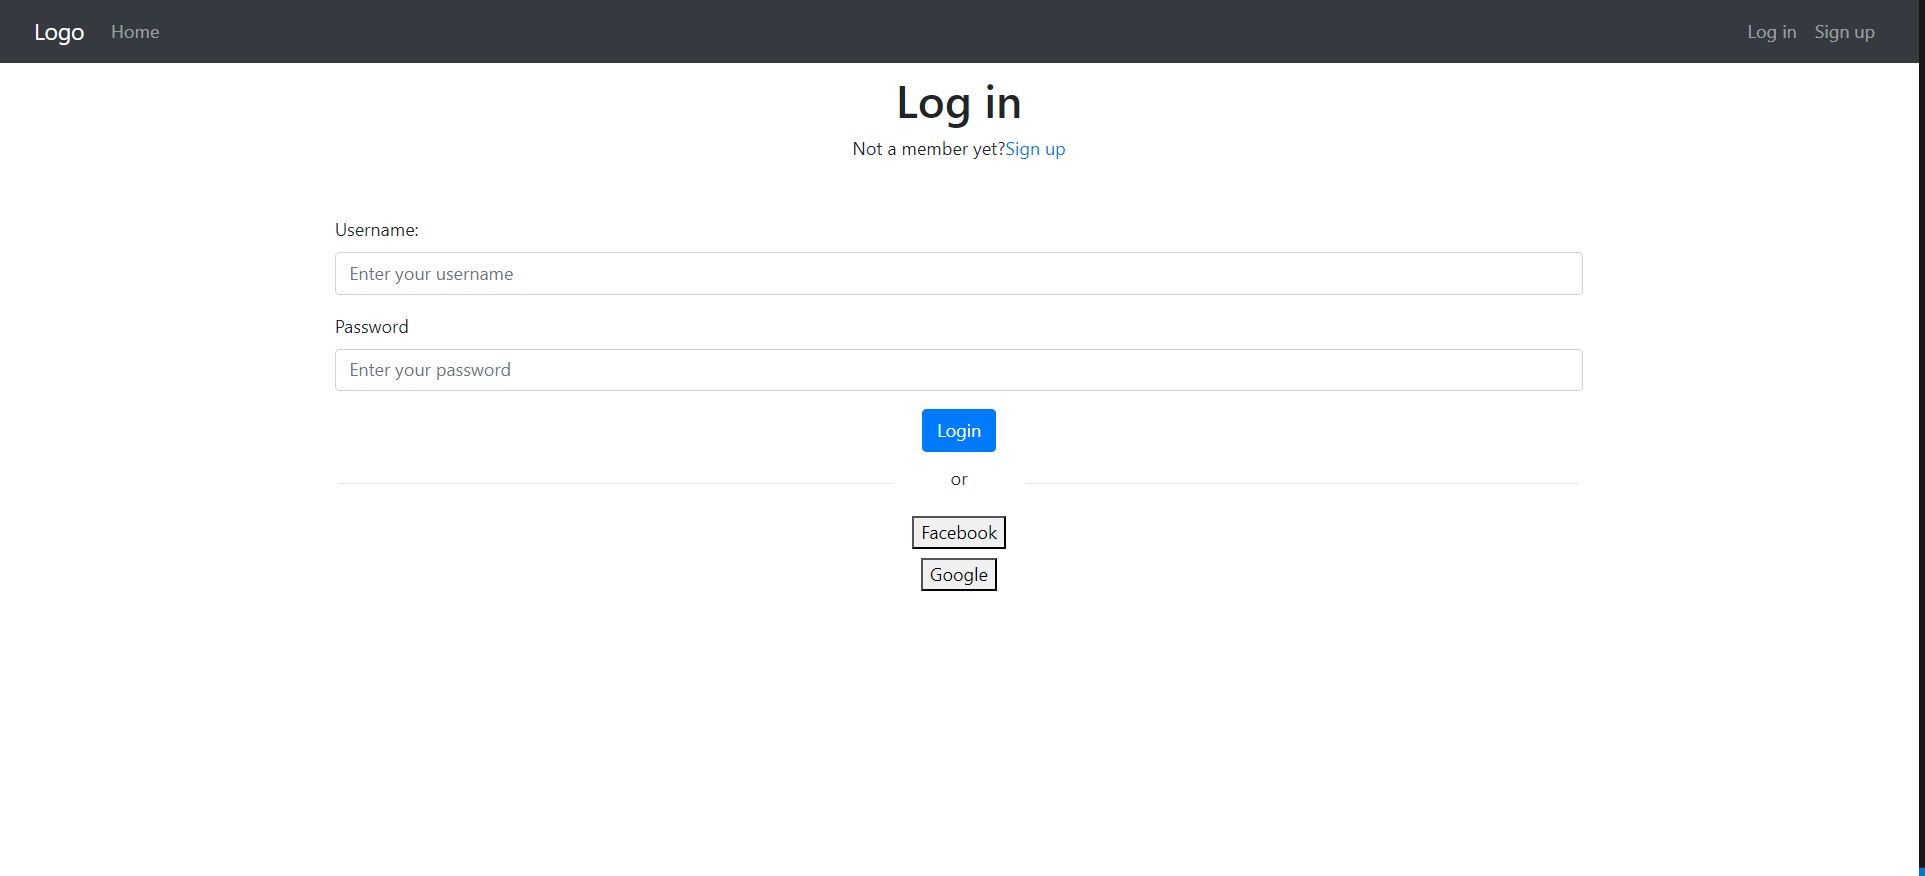 Logo Home Log in Sign up
Log in
Not a member yet?Sign up
Username:
Enter your username
Password
Enter your password
Login
or
Facebook
Google